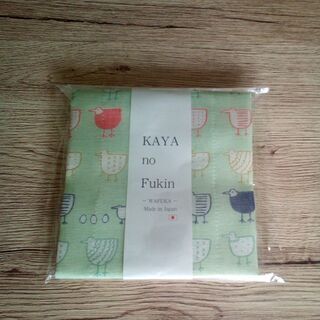 KAYA
no
Fukin
- WAFUKA -
Made in Japan